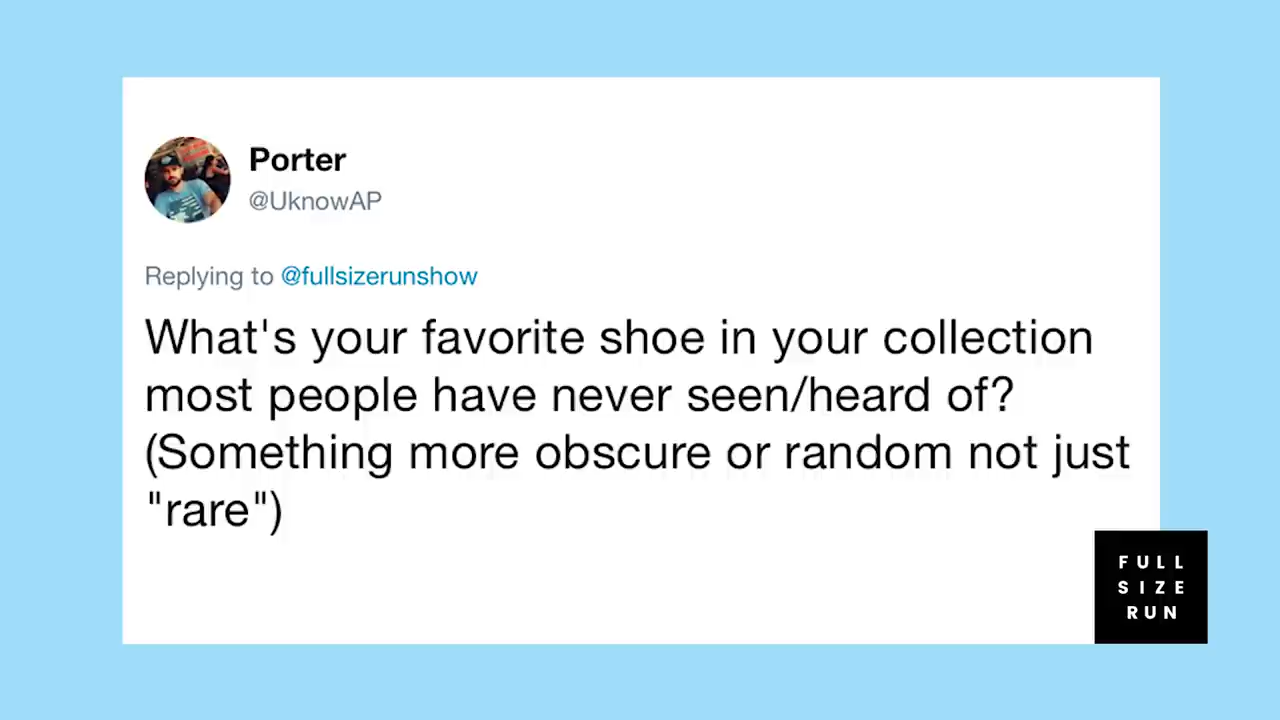 Porter
@UknowAP
Replying to @fullsizerunshow
What's your favorite shoe in your collection
most people have never seen/heard of?
(Something more obscure or random not just
"rare")
FULL
SIZE
RUN